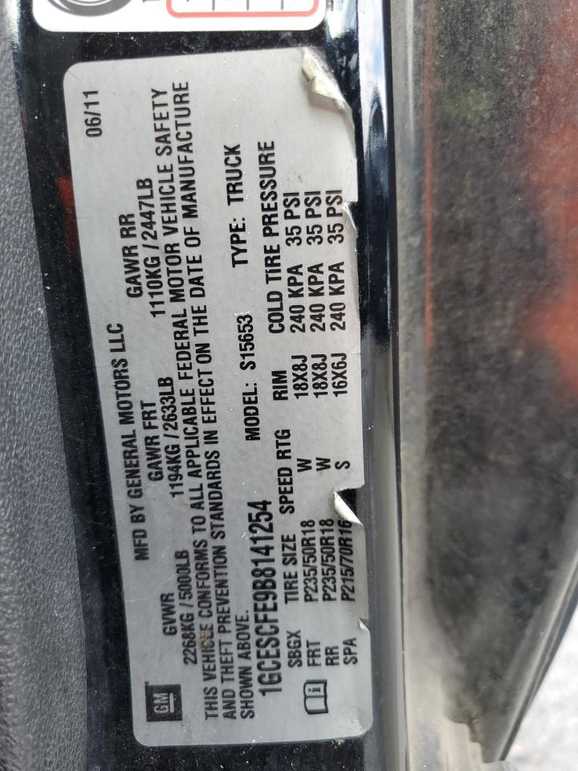 MFD BY GENERAL MOTORS LLC 06/11
GM
GVWR GAWR FRT GAWR RR
2268KG/5000LB 1194KG/2633LB 1110KG/2447LB
THIS VEHICLE CONFORMS TO ALL APPLICABLE FEDERAL MOTOR VEHICLE SAFETY
AND THEFT PREVENTION STANDARDS IN EFFECT ON THE DATE OF MANUFACTURE
SHOWN ABOVE.
1GCESCFE9B8141254 MODEL: S15653 TYPE: TRUCK
SBGX TIRE SIZE SPEED RTG RIM COLD TIRE PRESSURE
FRT P235/50R18 W 18X8J 240 KPA 35 PSI
RR P235/50R18 W 18X8J 240 KPA 35 PSI
SPA P215/70R16 S 16X6J 240 KPA 35 PSI